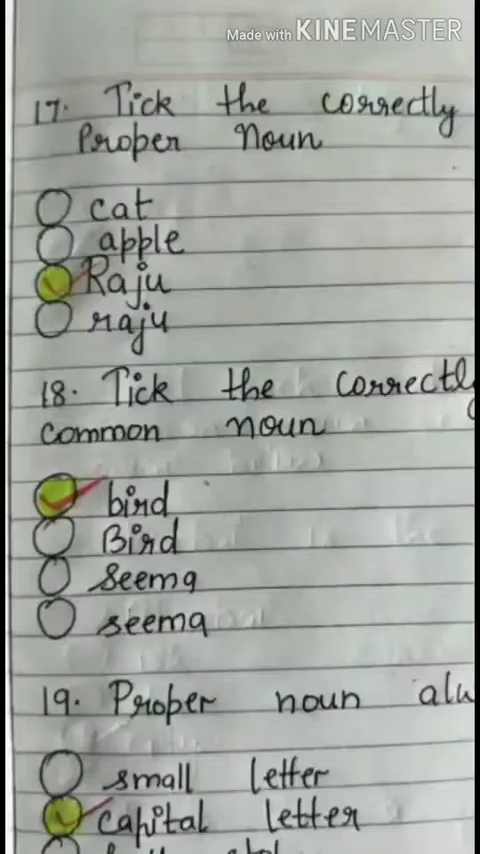 Made with KINEMASTER
17. Tick the correctly
Proper Noun
cat
apple
Raju
raju
18. Tick the correctly
common noun
bird
Bird
Seema
seema
19. Proper noun
small letter
capital letter